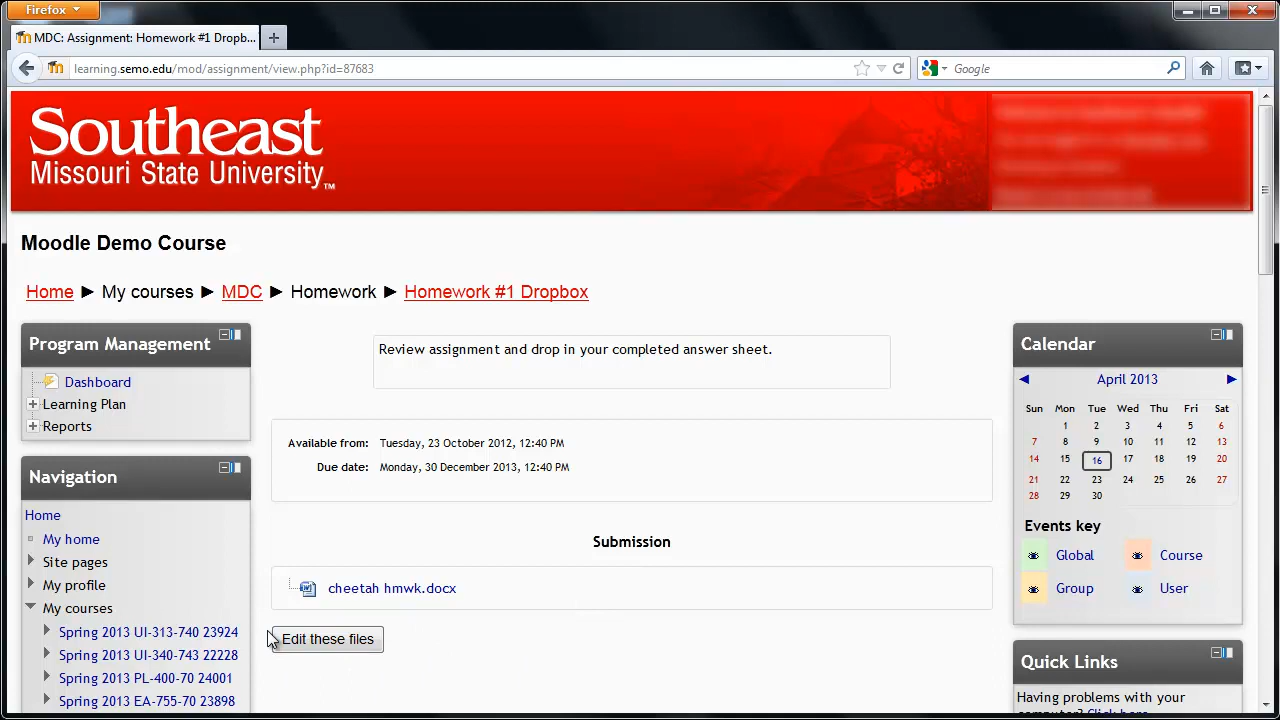 Firefox
MDC: Assignment: Homework #1 Dropb...
learning.semo.edu/mod/assignment/view.php?id=87683
Google
Southeast
Missouri State University™
Moodle Demo Course
Home ► My courses ► MDC ► Homework ► Homework #1 Dropbox
Program Management
Dashboard
Learning Plan
Reports
Navigation
Home
My home
Site pages
My profile
My courses
Spring 2013 UI-313-740 23924
Spring 2013 UI-340-743 22228
Spring 2013 PL-400-70 24001
Spring 2013 EA-755-70 23898
Review assignment and drop in your completed answer sheet.
Available from: Tuesday, 23 October 2012, 12:40 PM
Due date: Monday, 30 December 2013, 12:40 PM
Submission
cheetah hmwk.docx
Edit these files
Calendar
◄ April 2013 ►
Sun Mon Tue Wed Thu Fri Sat
1 2 3 4 5 6
7 8 9 10 11 12 13
14 15 16 17 18 19 20
21 22 23 24 25 26 27
28 29 30
Events key
Global Course
Group User
Quick Links
Having problems with your
computer? Click here